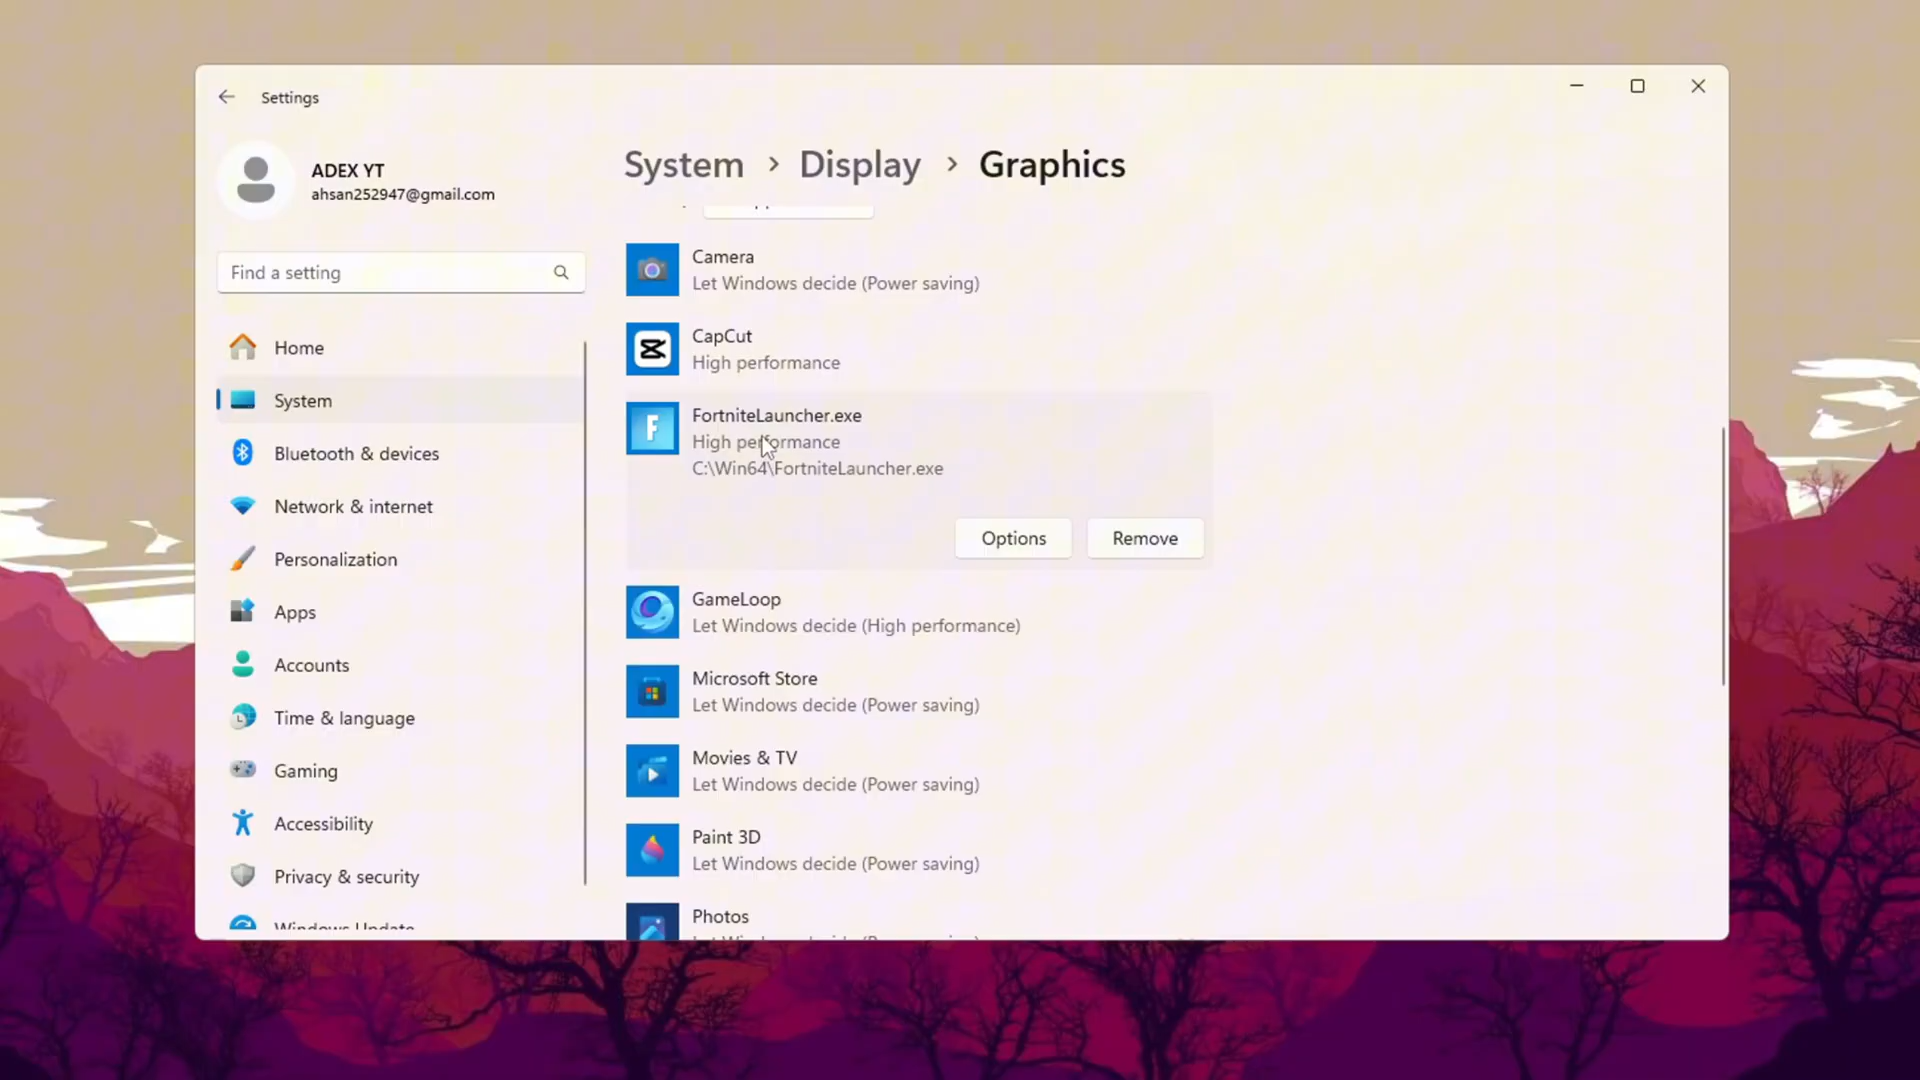 Settings
ADEX YT
ahsan252947@gmail.com
Find a setting
Home
System
Bluetooth & devices
Network & internet
Personalization
Apps
Accounts
Time & language
Gaming
Accessibility
Privacy & security
Windows Update
System > Display > Graphics
Camera
Let Windows decide (Power saving)
CapCut
High performance
F
FortniteLauncher.exe
High performance
C:\Win64\FortniteLauncher.exe
Options
Remove
GameLoop
Let Windows decide (High performance)
Microsoft Store
Let Windows decide (Power saving)
Movies & TV
Let Windows decide (Power saving)
Paint 3D
Let Windows decide (Power saving)
Photos